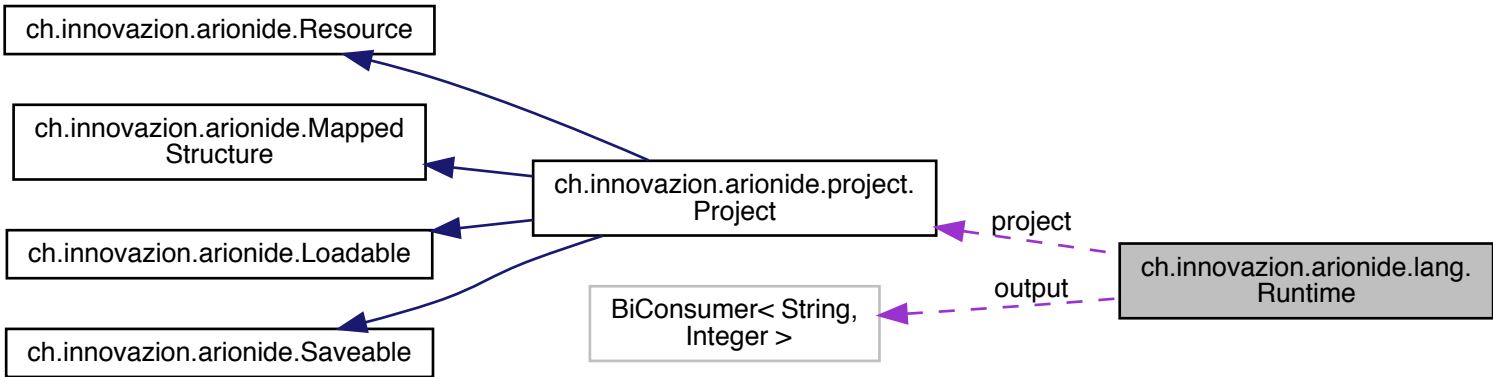 ch.innovazion.arionide.Resource
ch.innovazion.arionide.Mapped
Structure
ch.innovazion.arionide.Loadable
ch.innovazion.arionide.Saveable
ch.innovazion.arionide.project.
Project
BiConsumer< String,
Integer >
project
output
ch.innovazion.arionide.lang.
Runtime